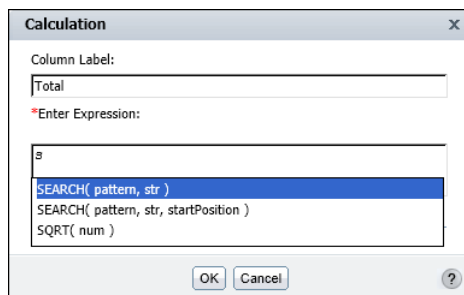 Calculation x
Column Label:
Total
*Enter Expression:
s
SEARCH( pattern, str )
SEARCH( pattern, str, startPosition )
SQRT( num )
OK Cancel ?